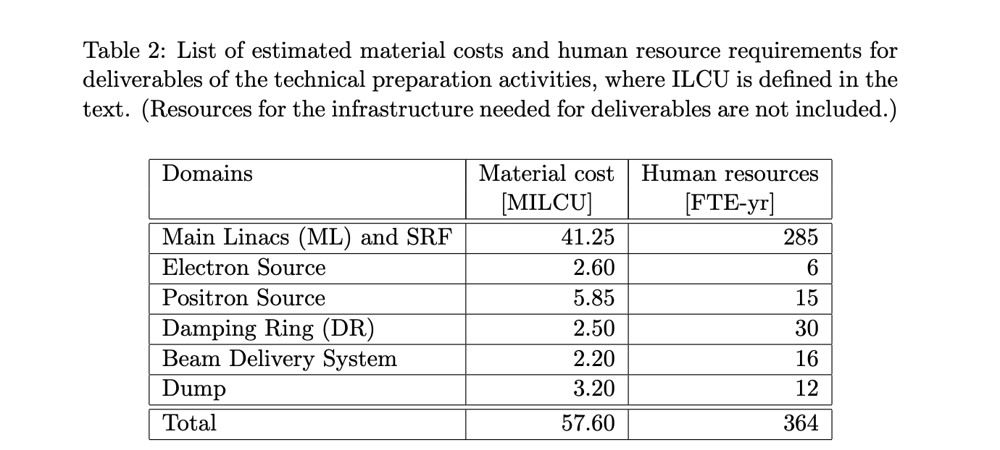 Table 2: List of estimated material costs and human resource requirements for
deliverables of the technical preparation activities, where ILCU is defined in the
text. (Resources for the infrastructure needed for deliverables are not included.)
Domains Material cost Human resources
[MILCU] [FTE-yr]
Main Linacs (ML) and SRF 41.25 285
Electron Source 2.60 6
Positron Source 5.85 15
Damping Ring (DR) 2.50 30
Beam Delivery System 2.20 16
Dump 3.20 12
Total 57.60 364